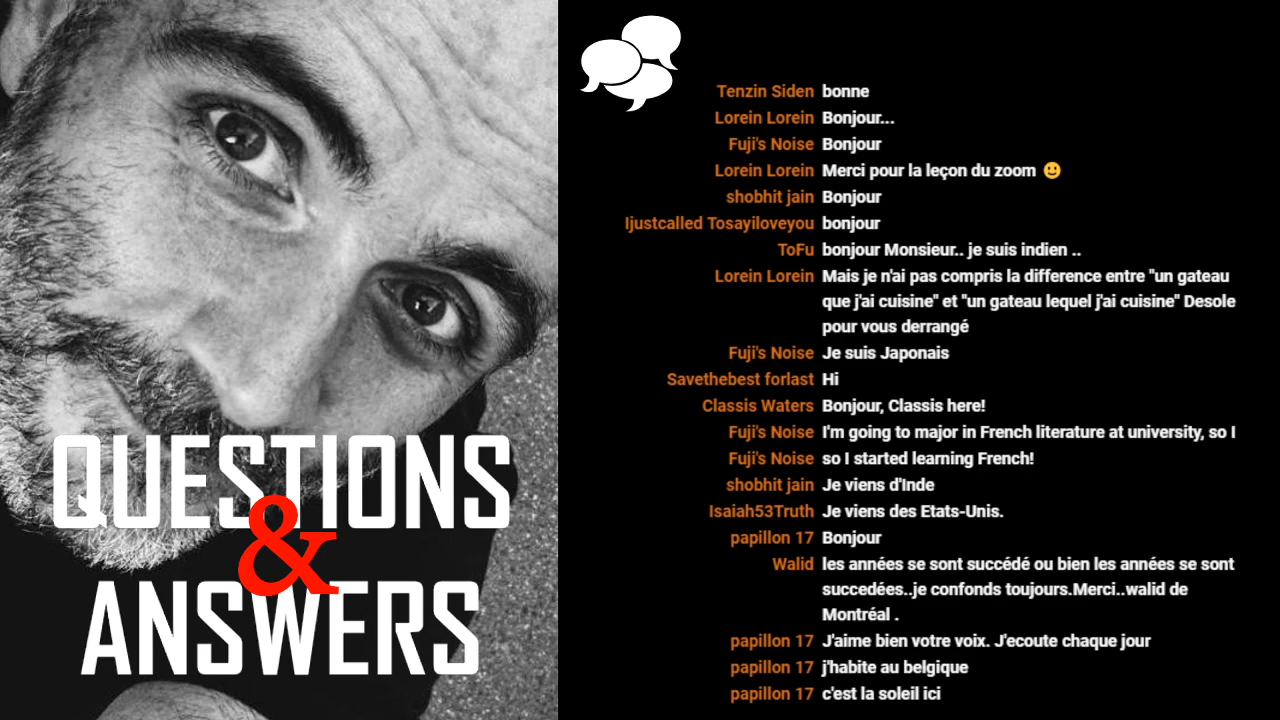 QUESTIONS
&
ANSWERS
Tenzin Siden bonne
Lorein Lorein Bonjour...
Fuji's Noise Bonjour
Lorein Lorein Merci pour la leçon du zoom 🙂
shobhit jain Bonjour
Ijustcalled Tosayiloveyou bonjour
ToFu bonjour Monsieur.. je suis indien ..
Lorein Lorein Mais je n'ai pas compris la difference entre "un gateau
que j'ai cuisine" et "un gateau lequel j'ai cuisine" Desole
pour vous derrangé
Fuji's Noise Je suis Japonais
Savethebest forlast Hi
Classis Waters Bonjour, Classis here!
Fuji's Noise I'm going to major in French literature at university, so I
Fuji's Noise so I started learning French!
shobhit jain Je viens d'Inde
Isaiah53Truth Je viens des Etats-Unis.
papillon 17 Bonjour
Walid les années se sont succédé ou bien les années se sont
succedées..je confonds toujours.Merci..walid de
Montréal .
papillon 17 J'aime bien votre voix. J'ecoute chaque jour
papillon 17 j'habite au belgique
papillon 17 c'est la soleil ici